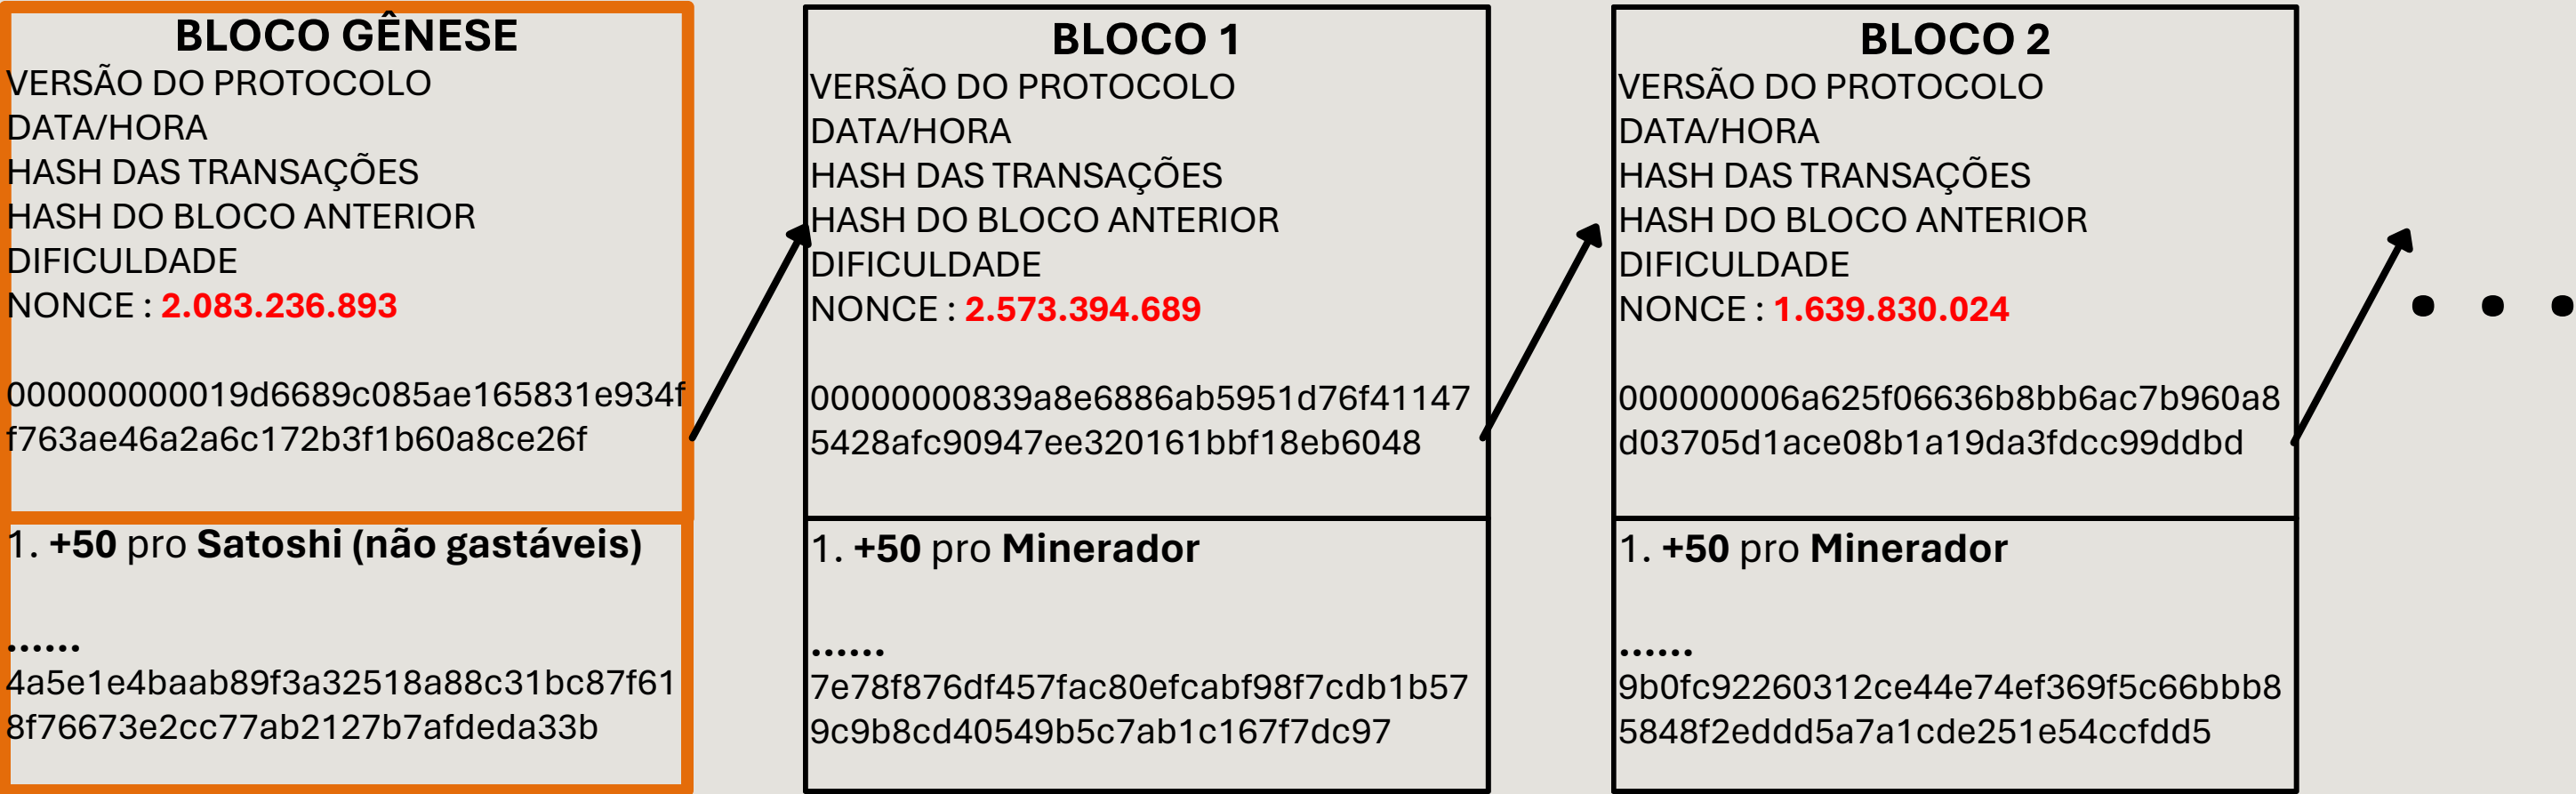 BLOCO GÊNESE
VERSÃO DO PROTOCOLO
DATA/HORA
HASH DAS TRANSAÇÕES
HASH DO BLOCO ANTERIOR
DIFICULDADE
NONCE : 2.083.236.893
000000000019d6689c085ae165831e934f
f763ae46a2a6c172b3f1b60a8ce26f
1. +50 pro Satoshi (não gastáveis)
......
4a5e1e4baab89f3a32518a88c31bc87f61
8f76673e2cc77ab2127b7afdeda33b
BLOCO 1
VERSÃO DO PROTOCOLO
DATA/HORA
HASH DAS TRANSAÇÕES
HASH DO BLOCO ANTERIOR
DIFICULDADE
NONCE : 2.573.394.689
00000000839a8e6886ab5951d76f41147
5428afc90947ee320161bbf18eb6048
1. +50 pro Minerador
......
7e78f876df457fac80efcabf98f7cdb1b57
9c9b8cd40549b5c7ab1c167f7dc97
BLOCO 2
VERSÃO DO PROTOCOLO
DATA/HORA
HASH DAS TRANSAÇÕES
HASH DO BLOCO ANTERIOR
DIFICULDADE
NONCE : 1.639.830.024
000000006a625f06636b8bb6ac7b960a8
d03705d1ace08b1a19da3fdcc99ddbd
1. +50 pro Minerador
......
9b0fc92260312ce44e74ef369f5c66bbb8
5848f2eddd5a7a1cde251e54ccfdd5
. . .